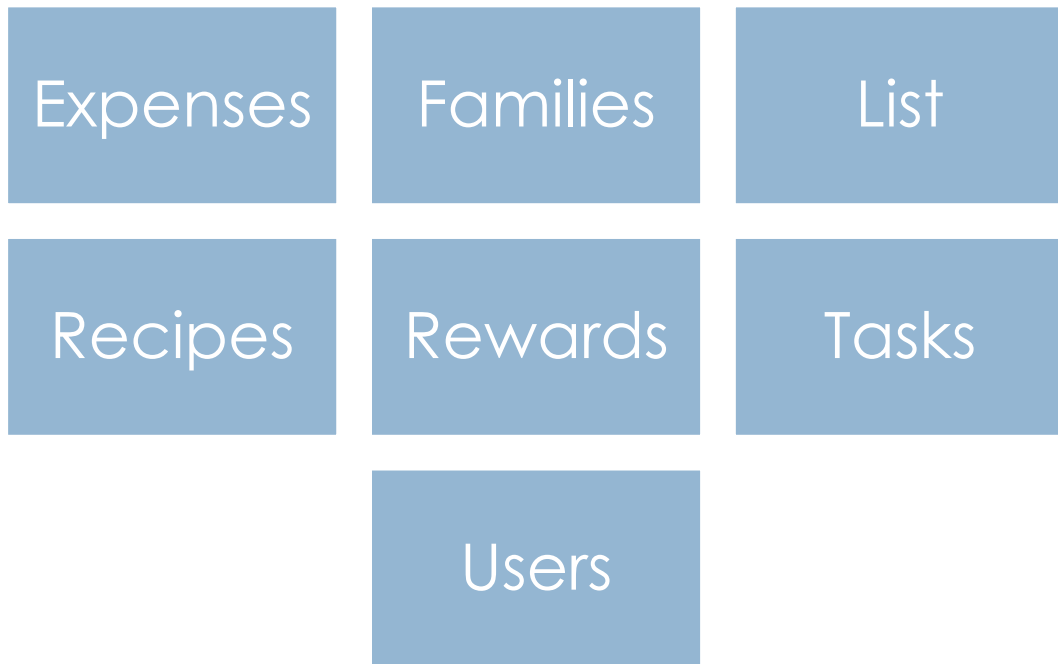 Expenses
Families
List
Recipes
Rewards
Tasks
Users